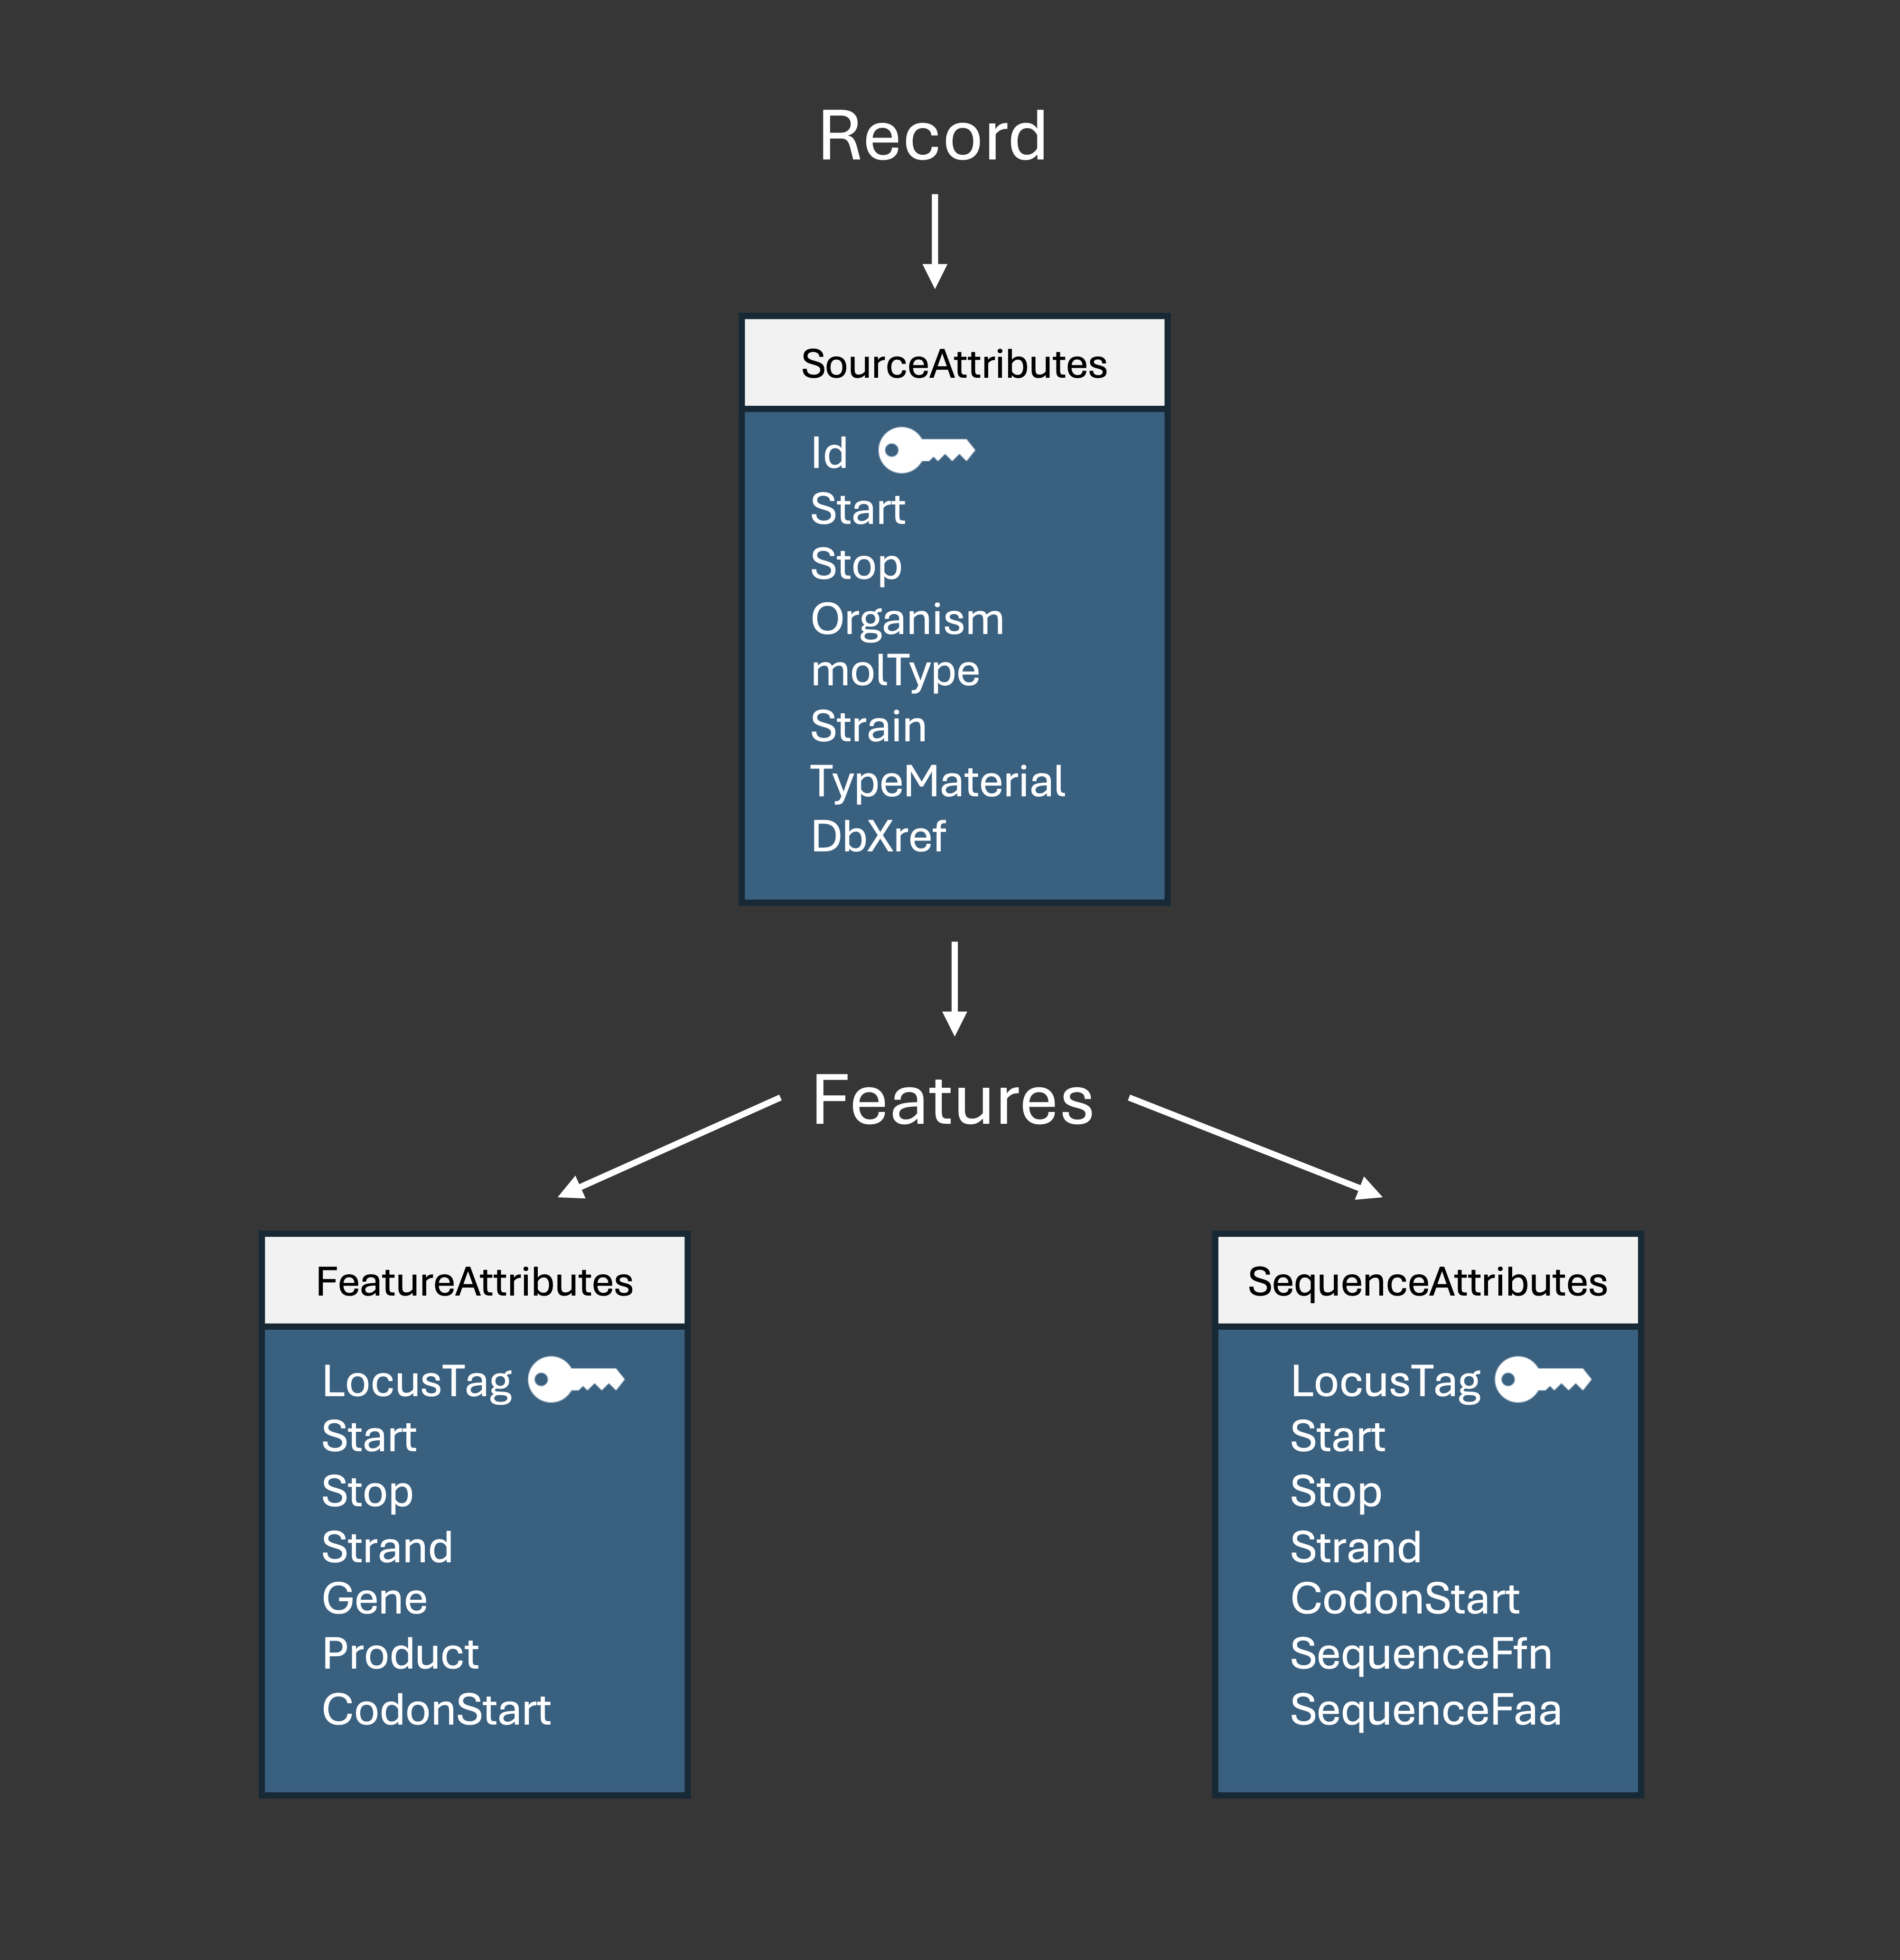 Record
SourceAttributes
Id
Start
Stop
Organism
molType
Strain
TypeMaterial
DbXref
Features
FeatureAttributes
LocusTag
Start
Stop
Strand
Gene
Product
CodonStart
SequenceAttributes
LocusTag
Start
Stop
Strand
CodonStart
SequenceFfn
SequenceFaa